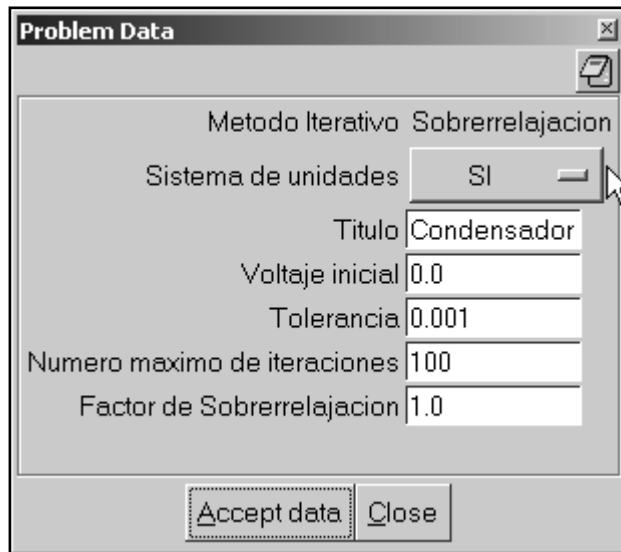 Problem Data
Metodo Iterativo Sobrerrelajacion
Sistema de unidades SI
Titulo Condensador
Voltaje inicial 0.0
Tolerancia 0.001
Numero maximo de iteraciones 100
Factor de Sobrerrelajacion 1.0
Accept data Close